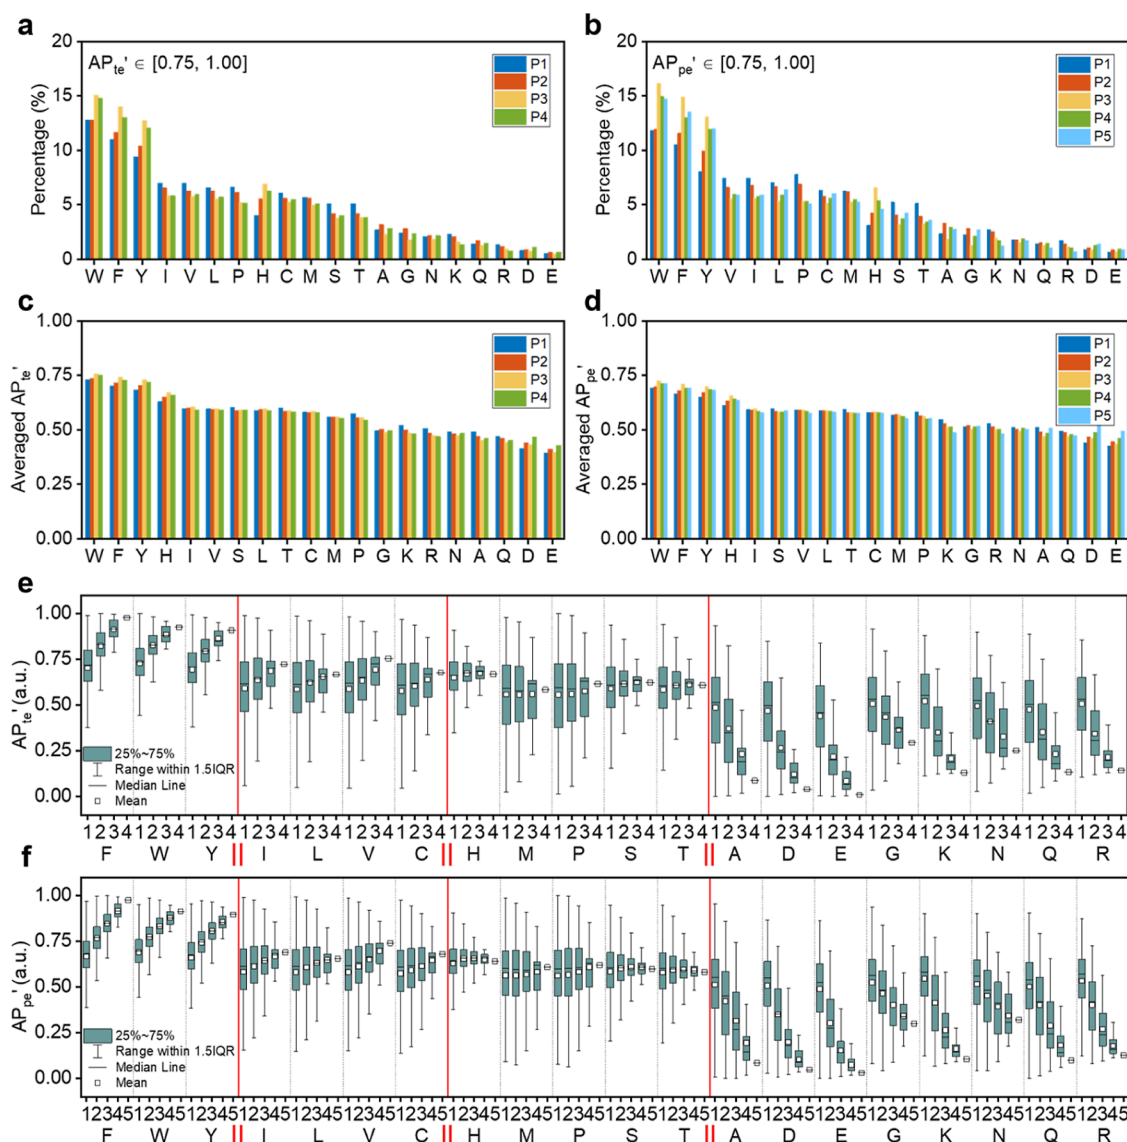 a
20
15
10
5
0
Percentage (%)
APte' ∈ [0.75, 1.00]
P1
P2
P3
P4
W F Y I V L P H C M S T A G N K Q R D E
b
20
15
10
5
0
Percentage (%)
APpe' ∈ [0.75, 1.00]
P1
P2
P3
P4
P5
W F Y V I L P C M H S T A G K N Q R D E
c
1.00
0.75
0.50
0.25
0.00
Averaged APte'
P1
P2
P3
P4
W F Y H I V S L T C M P G K R N A Q D E
d
1.00
0.75
0.50
0.25
0.00
Averaged APpe'
P1
P2
P3
P4
P5
W F Y H I S V L T C M P K G R N A Q D E
e
1.00
0.75
0.50
0.25
0.00
APte' (a.u.)
25%~75%
Range within 1.5IQR
Median Line
Mean
1234 1234 1234 1234 1234 1234 1234 1234 1234 1234 1234 1234 1234 1234 1234 1234 1234 1234 1234 1234
F W Y || I L V C || H M P S T || A D E G K N Q R
f
1.00
0.75
0.50
0.25
0.00
APpe' (a.u.)
25%~75%
Range within 1.5IQR
Median Line
Mean
12345 12345 12345 12345 12345 12345 12345 12345 12345 12345 12345 12345 12345 12345 12345 12345 12345 12345 12345 12345
F W Y || I L V C || H M P S T || A D E G K N Q R